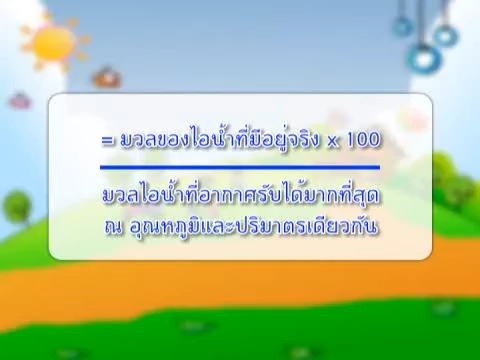 = มวลของไอน้ำที่มีอยู่จริง x 100
มวลไอน้ำที่อากาศรับได้มากที่สุด
ณ อุณหภูมิและปริมาตรเดียวกัน